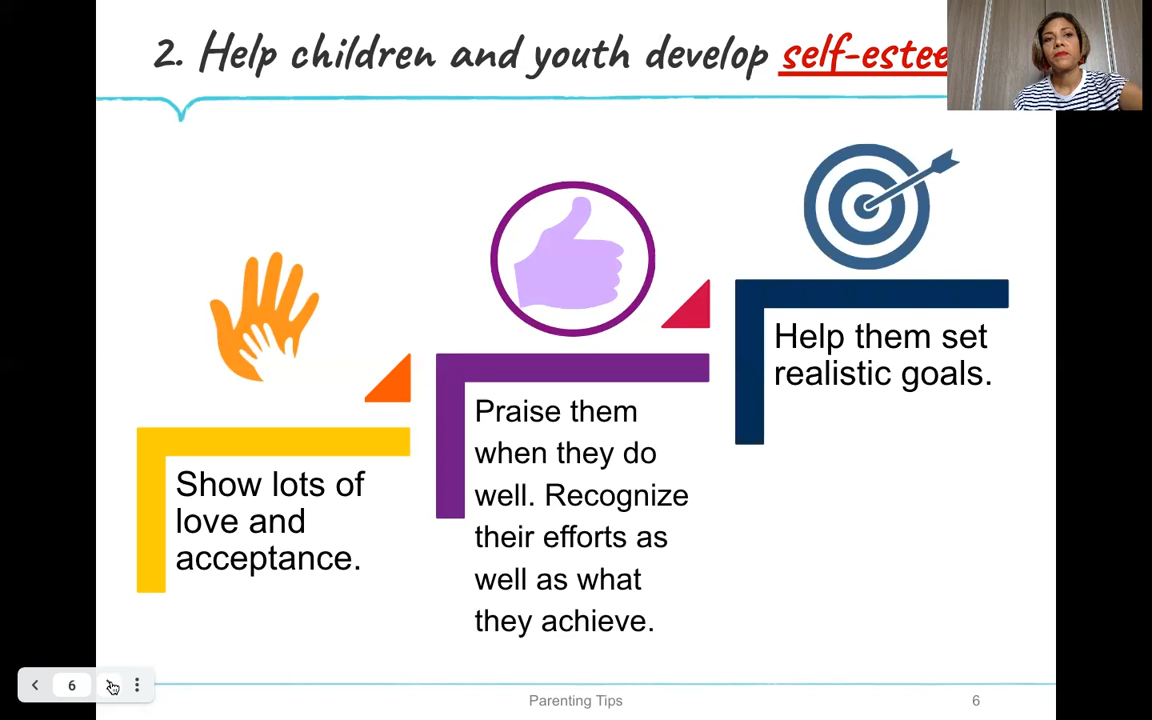 2. Help children and youth develop self-estee
Show lots of
love and
acceptance.
Praise them
when they do
well. Recognize
their efforts as
well as what
they achieve.
Help them set
realistic goals.
6
Parenting Tips
6